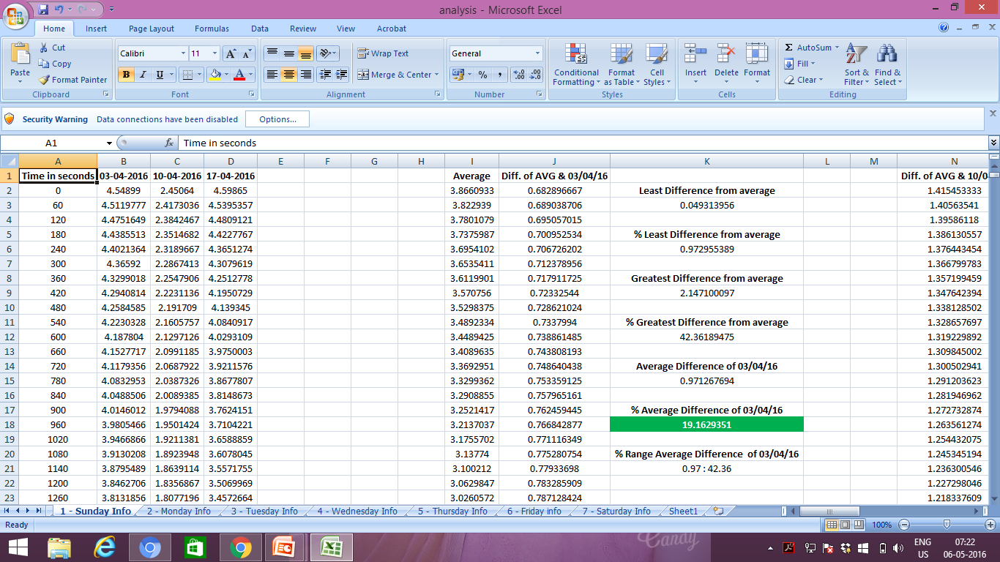 analysis - Microsoft Excel
Home Insert Page Layout Formulas Data Review View Acrobat
Paste Cut Copy Format Painter Clipboard
Calibri 11 A A B I U A Font
Wrap Text Merge & Center Alignment
General % , Number
Conditional Formatting Format as Table Cell Styles Styles
Insert Delete Format Cells
Σ AutoSum Fill Clear Sort & Filter Find & Select Editing
Security Warning Data connections have been disabled Options...
A1 fx Time in seconds
A B C D E F G H I J K L M N
1 Time in seconds 03-04-2016 10-04-2016 17-04-2016 Average Diff. of AVG & 03/04/16 Diff. of AVG & 10/0
2 0 4.54899 2.45064 4.59865 3.8660933 0.682896667 Least Difference from average 1.415453333
3 60 4.5119777 2.4173036 4.5395357 3.822939 0.689038706 0.049313956 1.40563541
4 120 4.4751649 2.3842467 4.4809121 3.7801079 0.695057015 1.39586118
5 180 4.4385513 2.3514682 4.4227767 3.7375987 0.700952534 % Least Difference from average 1.386130557
6 240 4.4021364 2.3189667 4.3651274 3.6954102 0.706726202 0.972955389 1.376443454
7 300 4.36592 2.2867413 4.3079619 3.6535411 0.712378956 1.366799783
8 360 4.3299018 2.2547906 4.2512778 3.6119901 0.717911725 Greatest Difference from average 1.357199459
9 420 4.2940814 2.2231136 4.1950729 3.570756 0.72332544 2.147100097 1.347642394
10 480 4.2584585 2.191709 4.139345 3.5298375 0.728621024 1.338128502
11 540 4.2230328 2.1605757 4.0840917 3.4892334 0.7337994 % Greatest Difference from average 1.328657697
12 600 4.187804 2.1297126 4.0293109 3.4489425 0.738861485 42.36189475 1.319229892
13 660 4.1527717 2.0991185 3.9750003 3.4089635 0.743808193 1.309845002
14 720 4.1179356 2.0687922 3.9211576 3.3692951 0.748640438 Average Difference of 03/04/16 1.300502941
15 780 4.0832953 2.0387326 3.8677807 3.3299362 0.753359125 0.971267694 1.291203623
16 840 4.0488506 2.0089385 3.8148673 3.2908855 0.757965161 1.281946962
17 900 4.0146012 1.9794088 3.7624151 3.2521417 0.762459445 % Average Difference of 03/04/16 1.272732874
18 960 3.9805466 1.9501424 3.7104221 3.2137037 0.766842877 19.1629351 1.263561274
19 1020 3.9466866 1.9211381 3.6588859 3.1755702 0.771116349 1.254432075
20 1080 3.9130208 1.8923948 3.6078045 3.13774 0.775280754 % Range Average Difference of 03/04/16 1.245345194
21 1140 3.8795489 1.8639114 3.5571755 3.100212 0.77933698 0.97 : 42.36 1.236300546
22 1200 3.8462706 1.8356867 3.5069969 3.0629847 0.783285909 1.227298046
23 1260 3.8131856 1.8077196 3.4572664 3.0260572 0.787128424 1.218337609
1 - Sunday Info 2 - Monday Info 3 - Tuesday Info 4 - Wednesday Info 5 - Thursday Info 6 - Friday info 7 - Saturday Info Sheet1
Ready 100%
Candy
ENG 07:22
US 06-05-2016